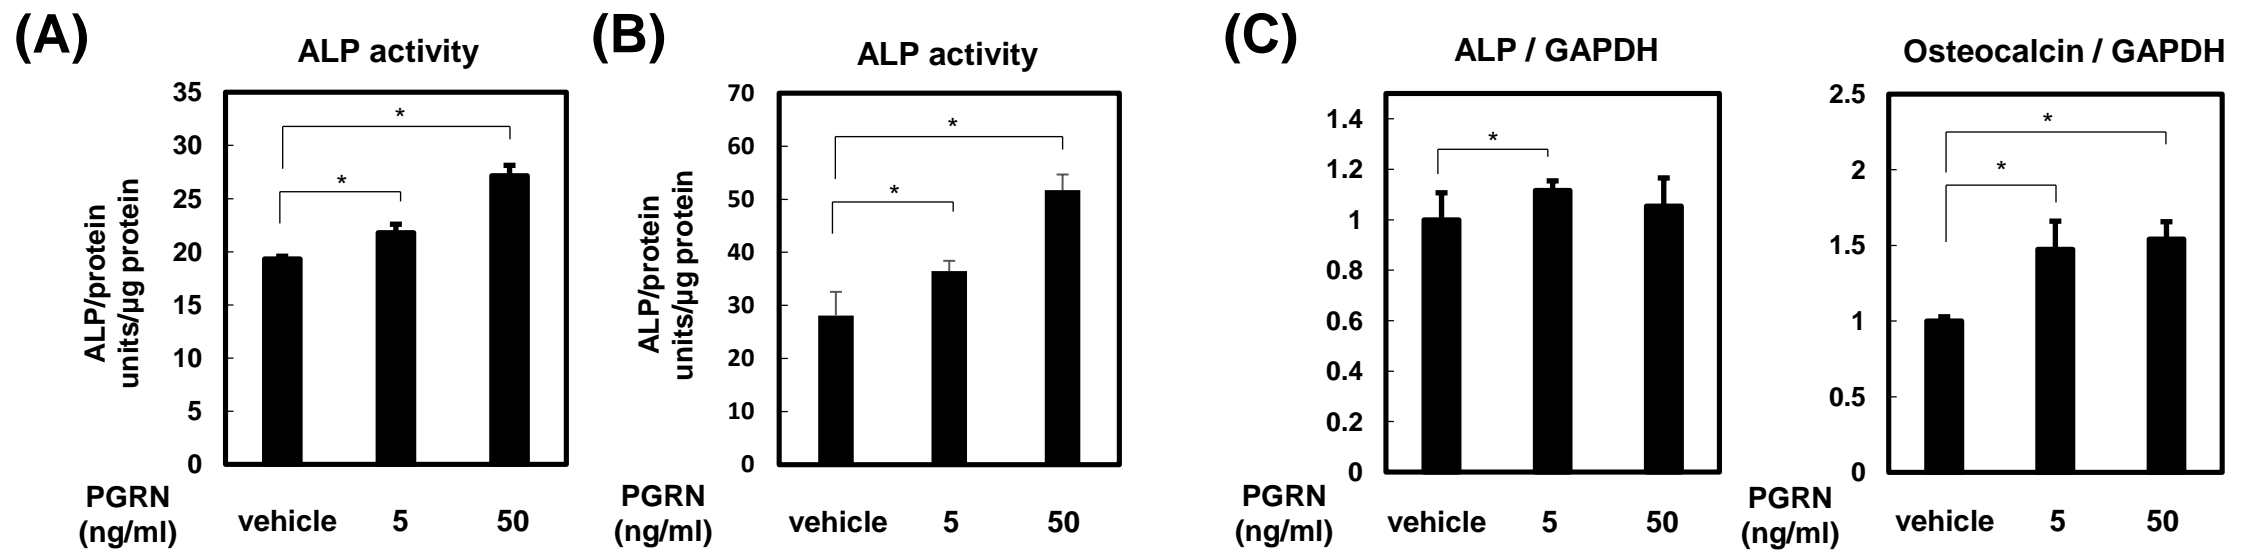 (A)
ALP activity
ALP/protein
units/µg protein
35
30
25
20
15
10
5
0
*
*
PGRN
(ng/ml)
vehicle 5 50
(B)
ALP activity
ALP/protein
units/µg protein
70
60
50
40
30
20
10
0
*
*
PGRN
(ng/ml)
vehicle 5 50
(C)
ALP / GAPDH
1.4
1.2
1
0.8
0.6
0.4
0.2
0
*
PGRN
(ng/ml)
vehicle 5 50
Osteocalcin / GAPDH
2.5
2
1.5
1
0.5
0
*
*
PGRN
(ng/ml)
vehicle 5 50